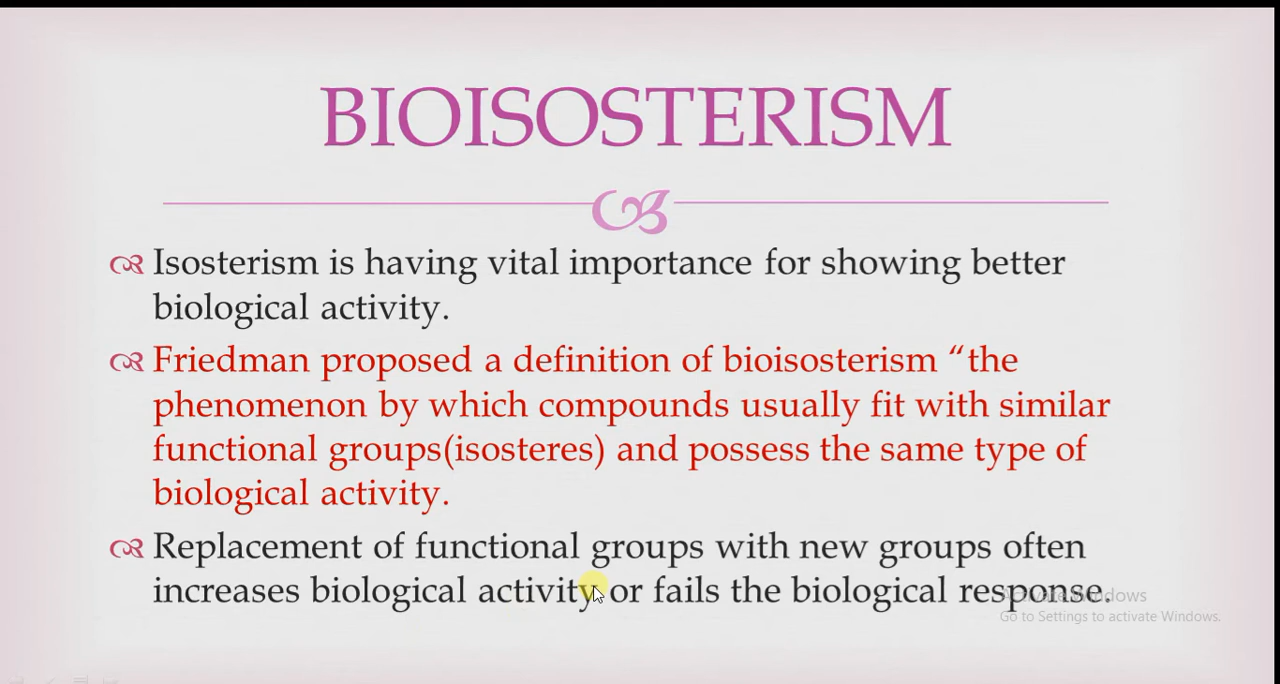 BIOISOSTERISM
Isosterism is having vital importance for showing better
biological activity.
Friedman proposed a definition of bioisosterism “the
phenomenon by which compounds usually fit with similar
functional groups(isosteres) and possess the same type of
biological activity.
Replacement of functional groups with new groups often
increases biological activity or fails the biological response.
Activate Windows
Go to Settings to activate Windows.